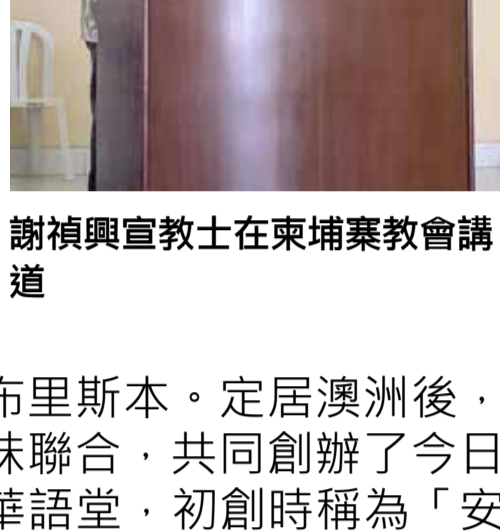 謝禎興宣教士在柬埔寨教會講
道
布里斯本。定居澳洲後，
聯合，共同創辦了今日
華語堂，初創時稱為「安